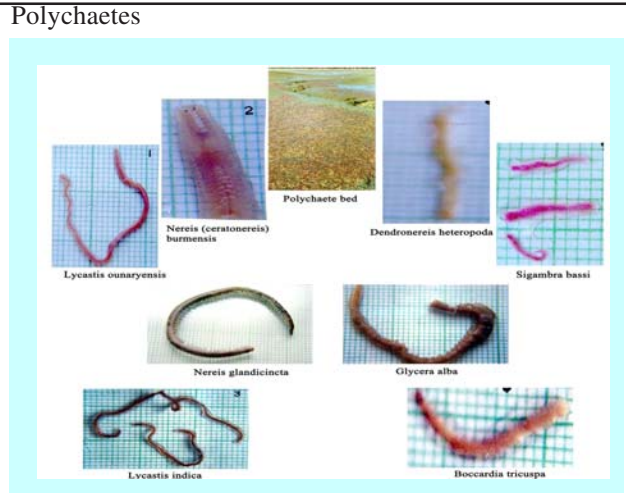 Polychaetes
1
2
Polychaete bed
Nereis (ceratonereis)
burmensis
Dendronereis heteropoda
Lycastis ounaryensis
Sigambra bassi
Nereis glandicincta
Glycera alba
3
Lycastis indica
Boccardia tricuspa